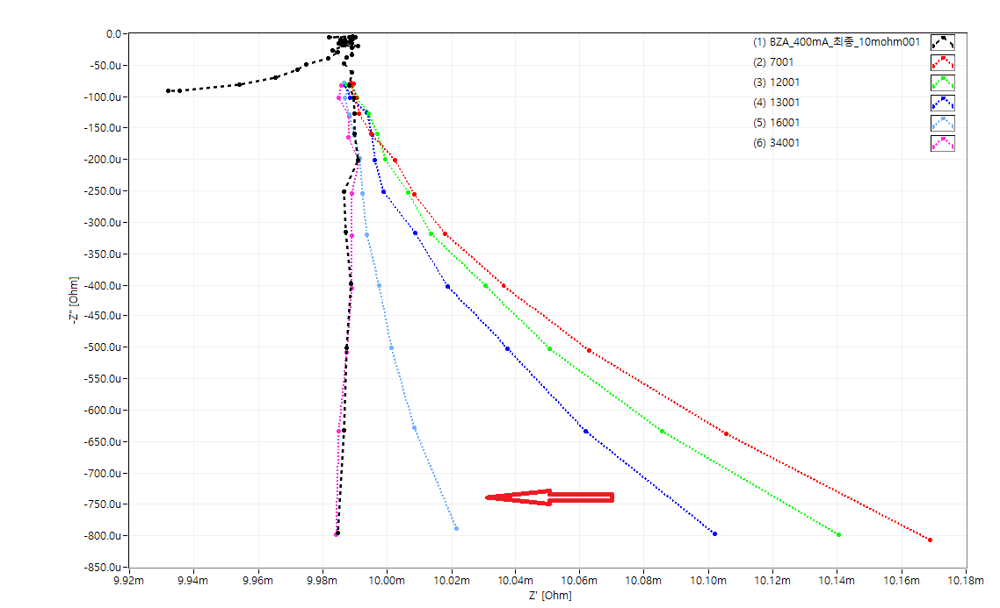 (1) BZA_400mA_최종_10mohm001
(2) 7001
(3) 12001
(4) 13001
(5) 16001
(6) 34001
-Z" [Ohm]
0.0
-50.0u
-100.0u
-150.0u
-200.0u
-250.0u
-300.0u
-350.0u
-400.0u
-450.0u
-500.0u
-550.0u
-600.0u
-650.0u
-700.0u
-750.0u
-800.0u
-850.0u
9.92m 9.94m 9.96m 9.98m 10.00m 10.02m 10.04m 10.06m 10.08m 10.10m 10.12m 10.14m 10.16m 10.18m
Z' [Ohm]